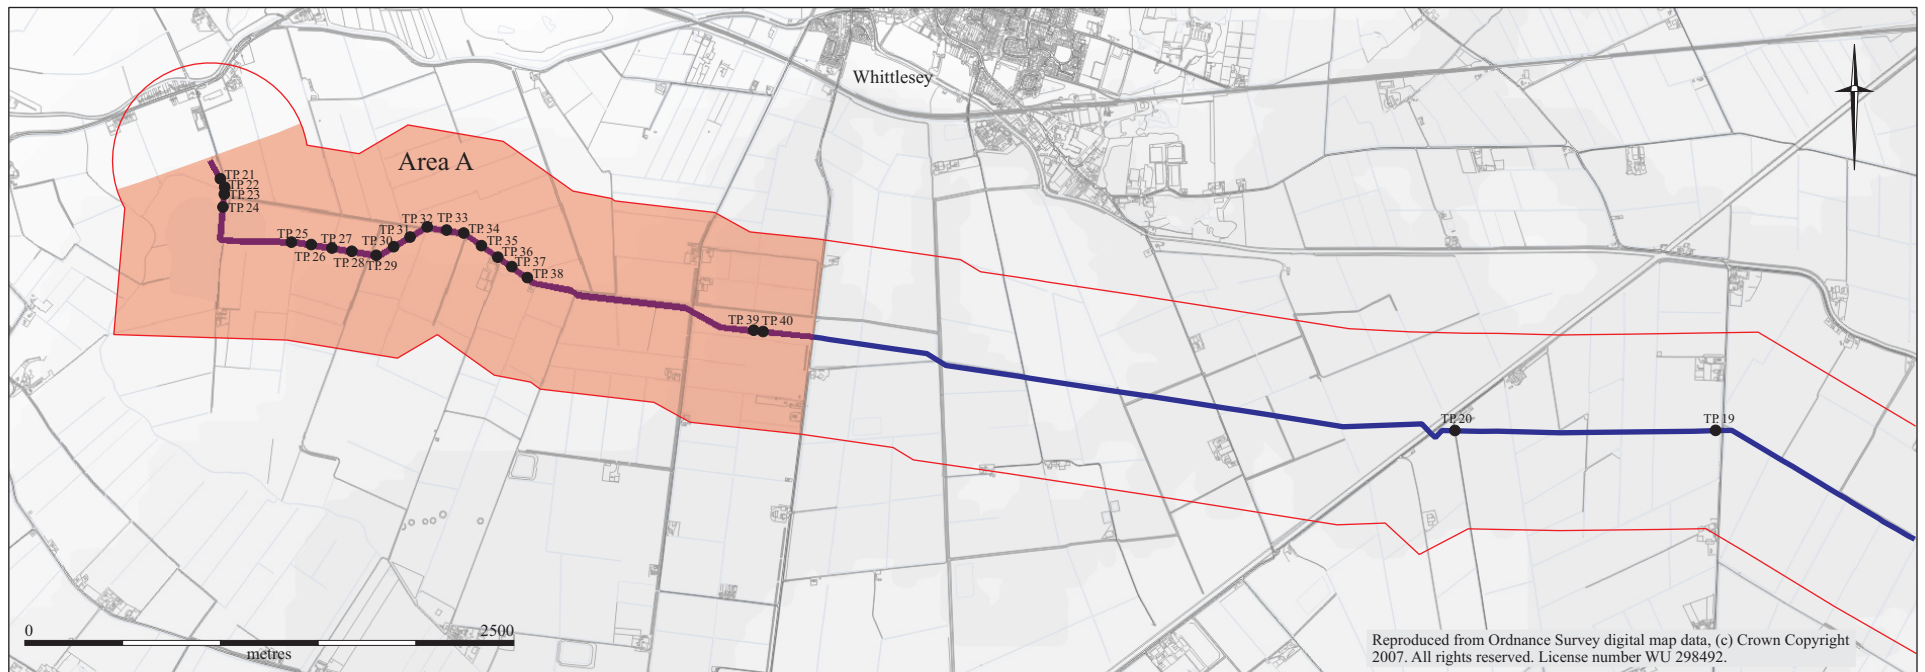 Whittlesey
Area A
TP. 21
TP. 22
TP. 23
TP. 24
TP. 25
TP. 26
TP. 27
TP. 28
TP. 29
TP. 30
TP. 31
TP. 32
TP. 33
TP. 34
TP. 35
TP. 36
TP. 37
TP. 38
TP. 39
TP. 40
TP. 20
TP. 19
0
2500
metres
Reproduced from Ordnance Survey digital map data, (c) Crown Copyright
2007. All rights reserved. License number WU 298492.